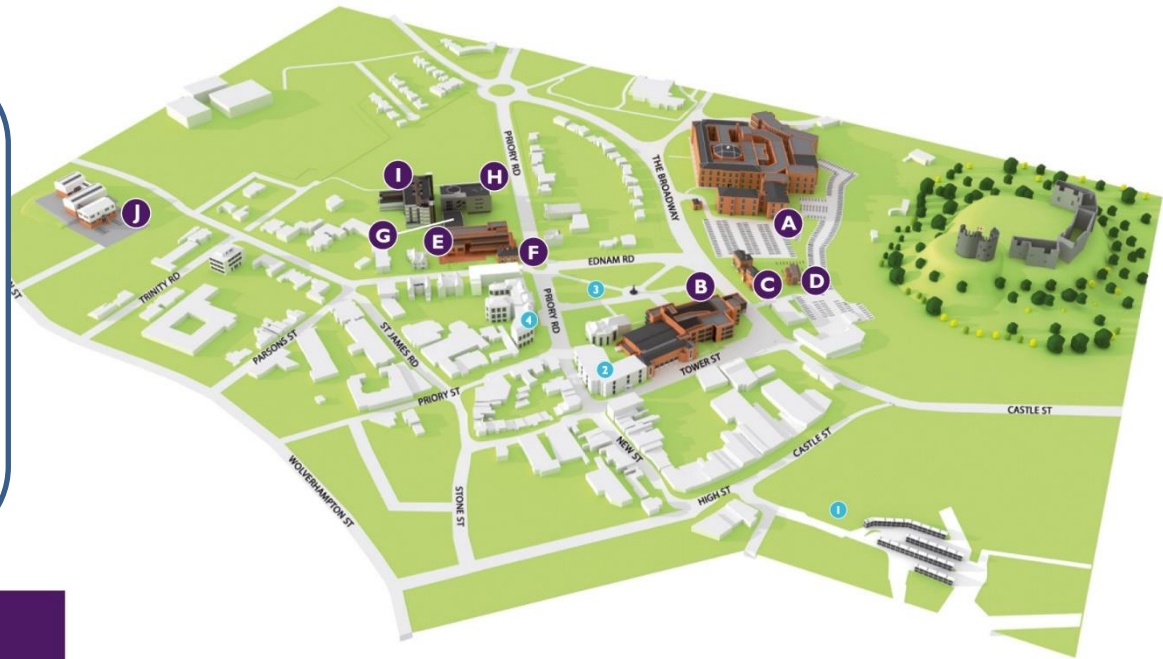 PRIORY RD
THE BROADWAY
I
H
J
A
G
E
F
EDNAM RD
TRINITY RD
B
C
D
3
PRIORY RD
4
PARSONS ST
ST JAMES RD
2
TOWER ST
PRIORY ST
CASTLE ST
NEW ST
CASTLE ST
WOLVERHAMPTON ST
STONE ST
HIGH ST
1